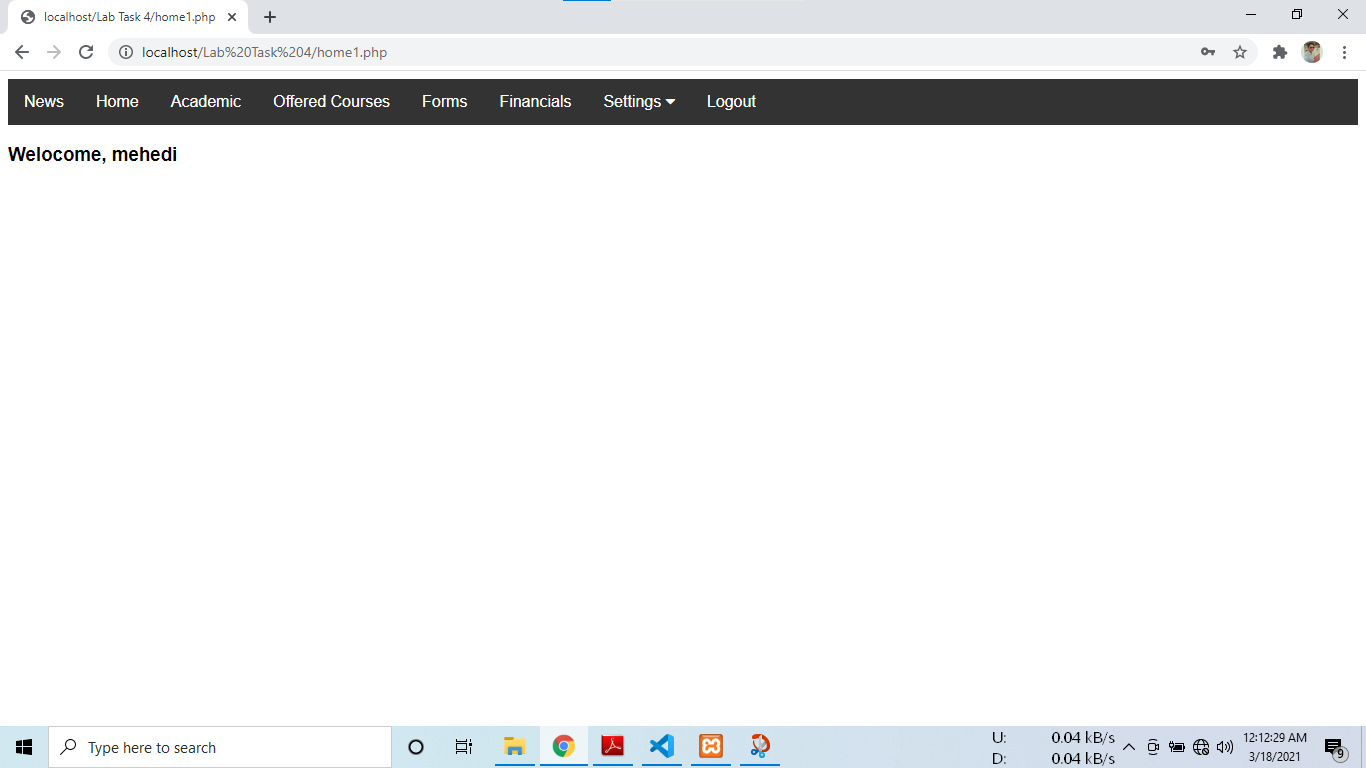 localhost/Lab Task 4/home1.php
localhost/Lab%20Task%204/home1.php
News Home Academic Offered Courses Forms Financials Settings Logout
Welocome, mehedi
Type here to search
U: 0.04 kB/s
D: 0.04 kB/s
12:12:29 AM
3/18/2021
9